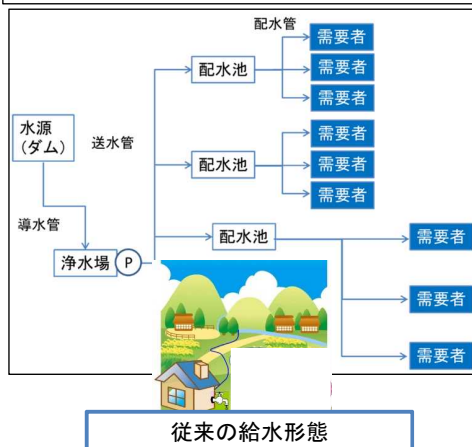 配水管
需要者
配水池
需要者
需要者
水源
（ダム）
送水管
需要者
配水池
需要者
需要者
導水管
配水池
需要者
浄水場
P
需要者
需要者
従来の給水形態